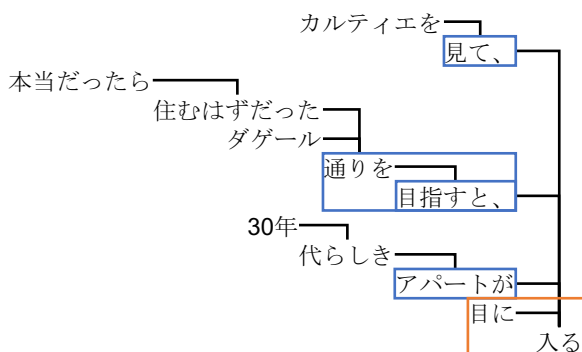 カルティエを
見て、
本当だったら
住むはずだった
ダゲール
通りを
目指すと、
30年
代らしき
アパートが
目に
入る